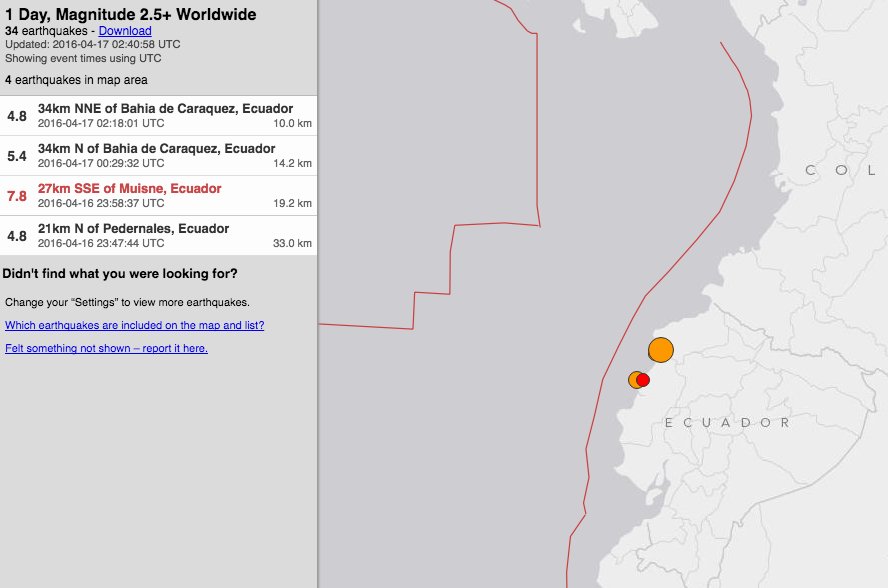 1 Day, Magnitude 2.5+ Worldwide
34 earthquakes - Download
Updated: 2016-04-17 02:40:58 UTC
Showing event times using UTC
4 earthquakes in map area
4.8 34km NNE of Bahia de Caraquez, Ecuador
2016-04-17 02:18:01 UTC 10.0 km
5.4 34km N of Bahia de Caraquez, Ecuador
2016-04-17 00:29:32 UTC 14.2 km
7.8 27km SSE of Muisne, Ecuador
2016-04-16 23:58:37 UTC 19.2 km
4.8 21km N of Pedernales, Ecuador
2016-04-16 23:47:44 UTC 33.0 km
Didn't find what you were looking for?
Change your “Settings” to view more earthquakes.
Which earthquakes are included on the map and list?
Felt something not shown – report it here.
C O L
E C U A D O R